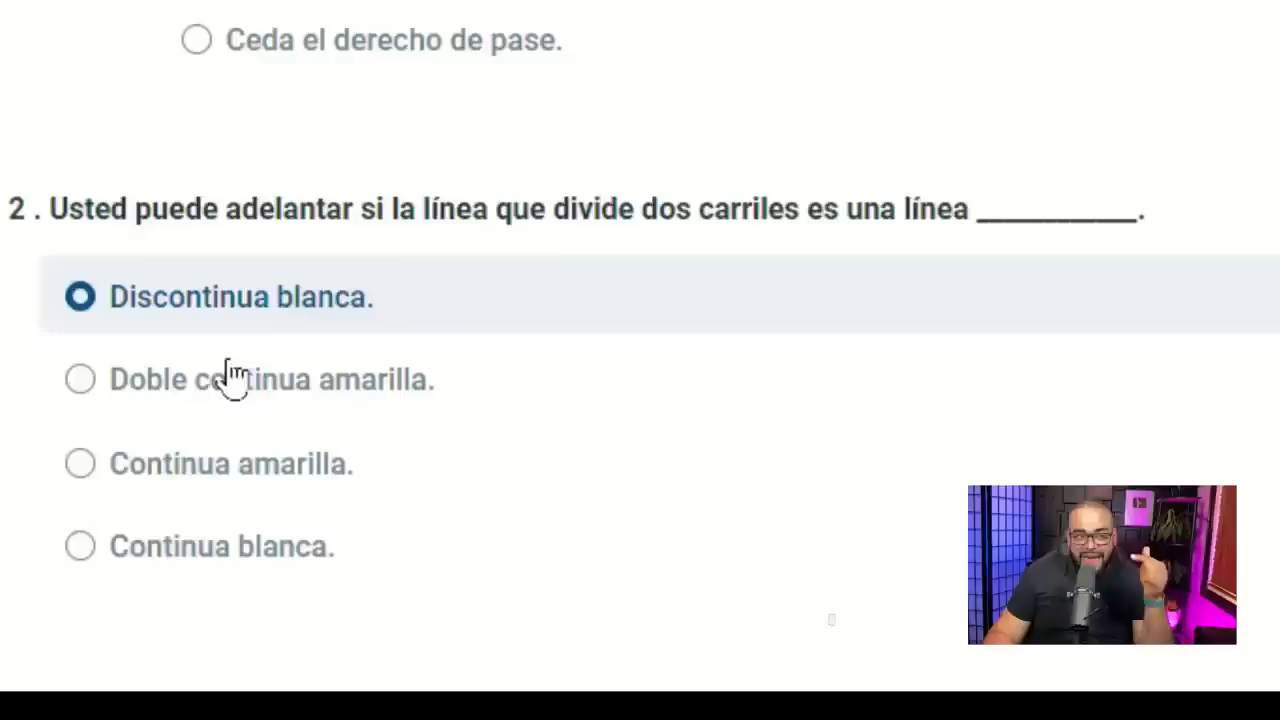 Ceda el derecho de pase.
2 . Usted puede adelantar si la línea que divide dos carriles es una línea ___________.
Discontinua blanca.
Doble continua amarilla.
Continua amarilla.
Continua blanca.